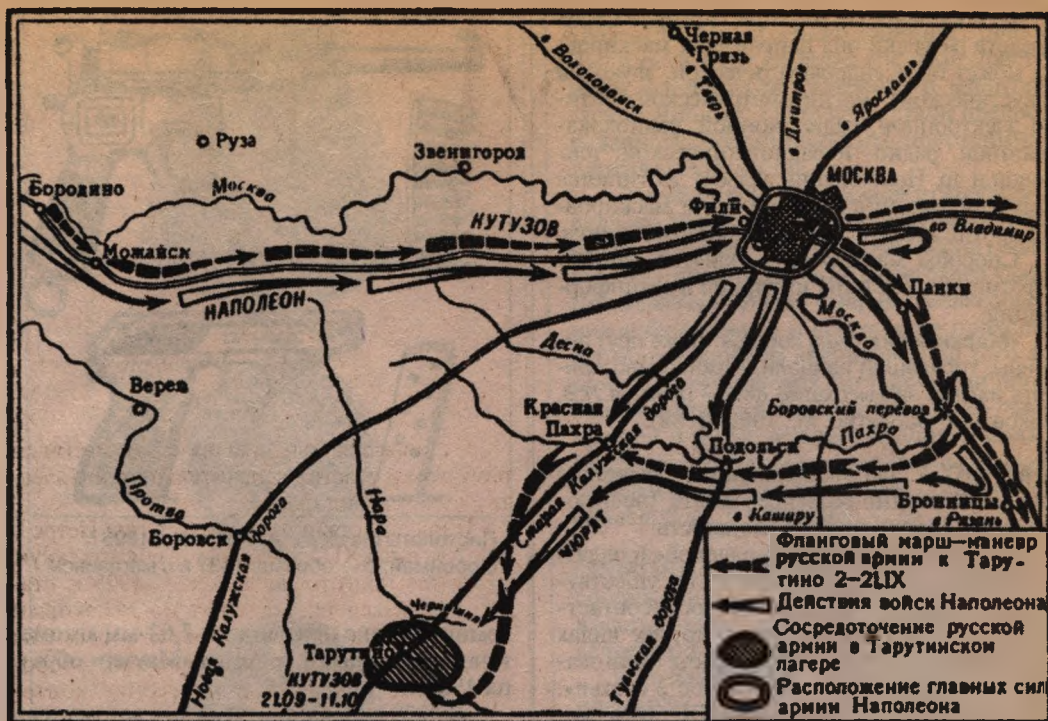 Черная
Грязь
в Волоколамск
в Тверь
в Дмитров
в Ярославль
Руза
Звенигород
МОСКВА
Бородино
Москва
Фили
КУТУЗОВ
во Владимир
Можайск
НАПОЛЕОН
Панки
Москва
Десна
Верея
Красная
Пахра
Боровский перевоз
Пахра
Подольск
Старая Калужская дорога
Бронницы
в Рязань
в Каширу
МЮРАТ
Протва
Нара
Боровск
Новая Калужская дорога
Чернишня
Тарутино
КУТУЗОВ
21.09-11.10
Тульская дорога
Фланговый марш-маневр
русской армии к Тару-
тино 2-21.IX
Действия войск Наполеона
Сосредоточение русской
армии в Тарутинском
лагере
Расположение главных сил
армии Наполеона